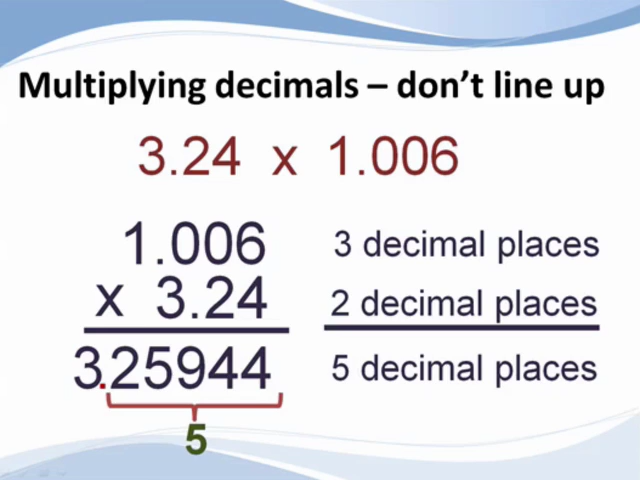 Multiplying decimals – don't line up
3.24 x 1.006
1.006 3 decimal places
x 3.24 2 decimal places
3.25944 5 decimal places
5